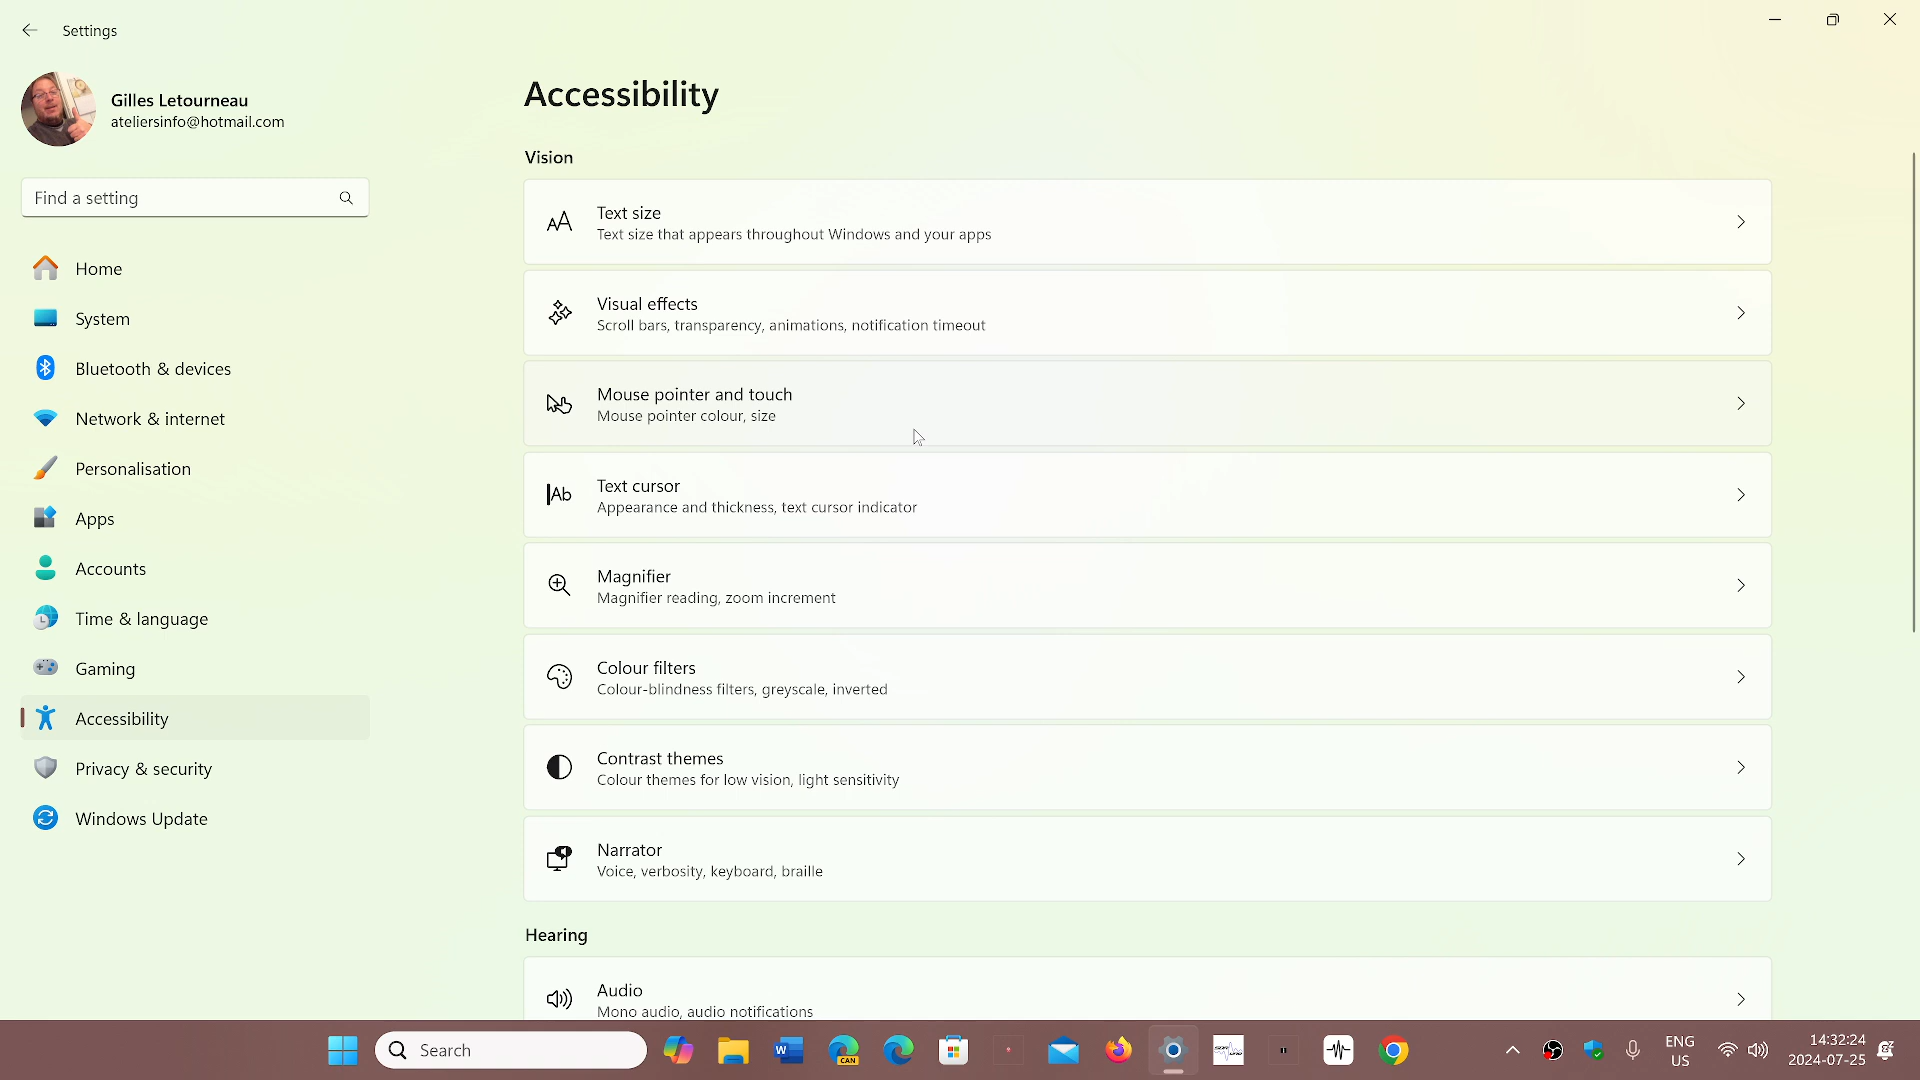 Settings
Gilles Letourneau
ateliersinfo@hotmail.com
Find a setting
Home
System
Bluetooth & devices
Network & internet
Personalisation
Apps
Accounts
Time & language
Gaming
Accessibility
Privacy & security
Windows Update
Accessibility
Vision
Text size
Text size that appears throughout Windows and your apps
Visual effects
Scroll bars, transparency, animations, notification timeout
Mouse pointer and touch
Mouse pointer colour, size
Text cursor
Appearance and thickness, text cursor indicator
Magnifier
Magnifier reading, zoom increment
Colour filters
Colour-blindness filters, greyscale, inverted
Contrast themes
Colour themes for low vision, light sensitivity
Narrator
Voice, verbosity, keyboard, braille
Hearing
Audio
Mono audio, audio notifications
Search
CAN
ENG
US
14:32:24
2024-07-25